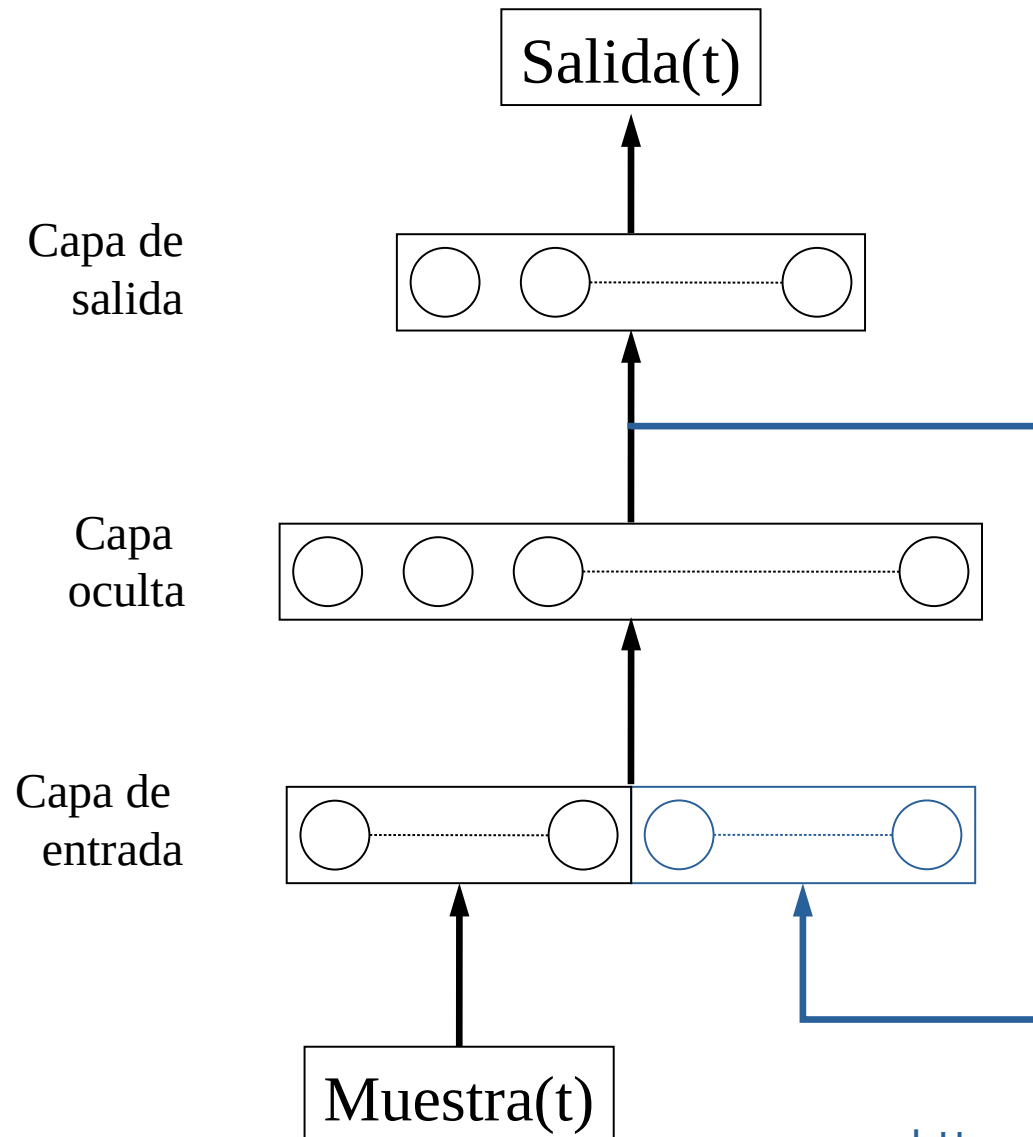 Salida(t)
Capa de
salida
Capa
oculta
Capa de
entrada
Muestra(t)